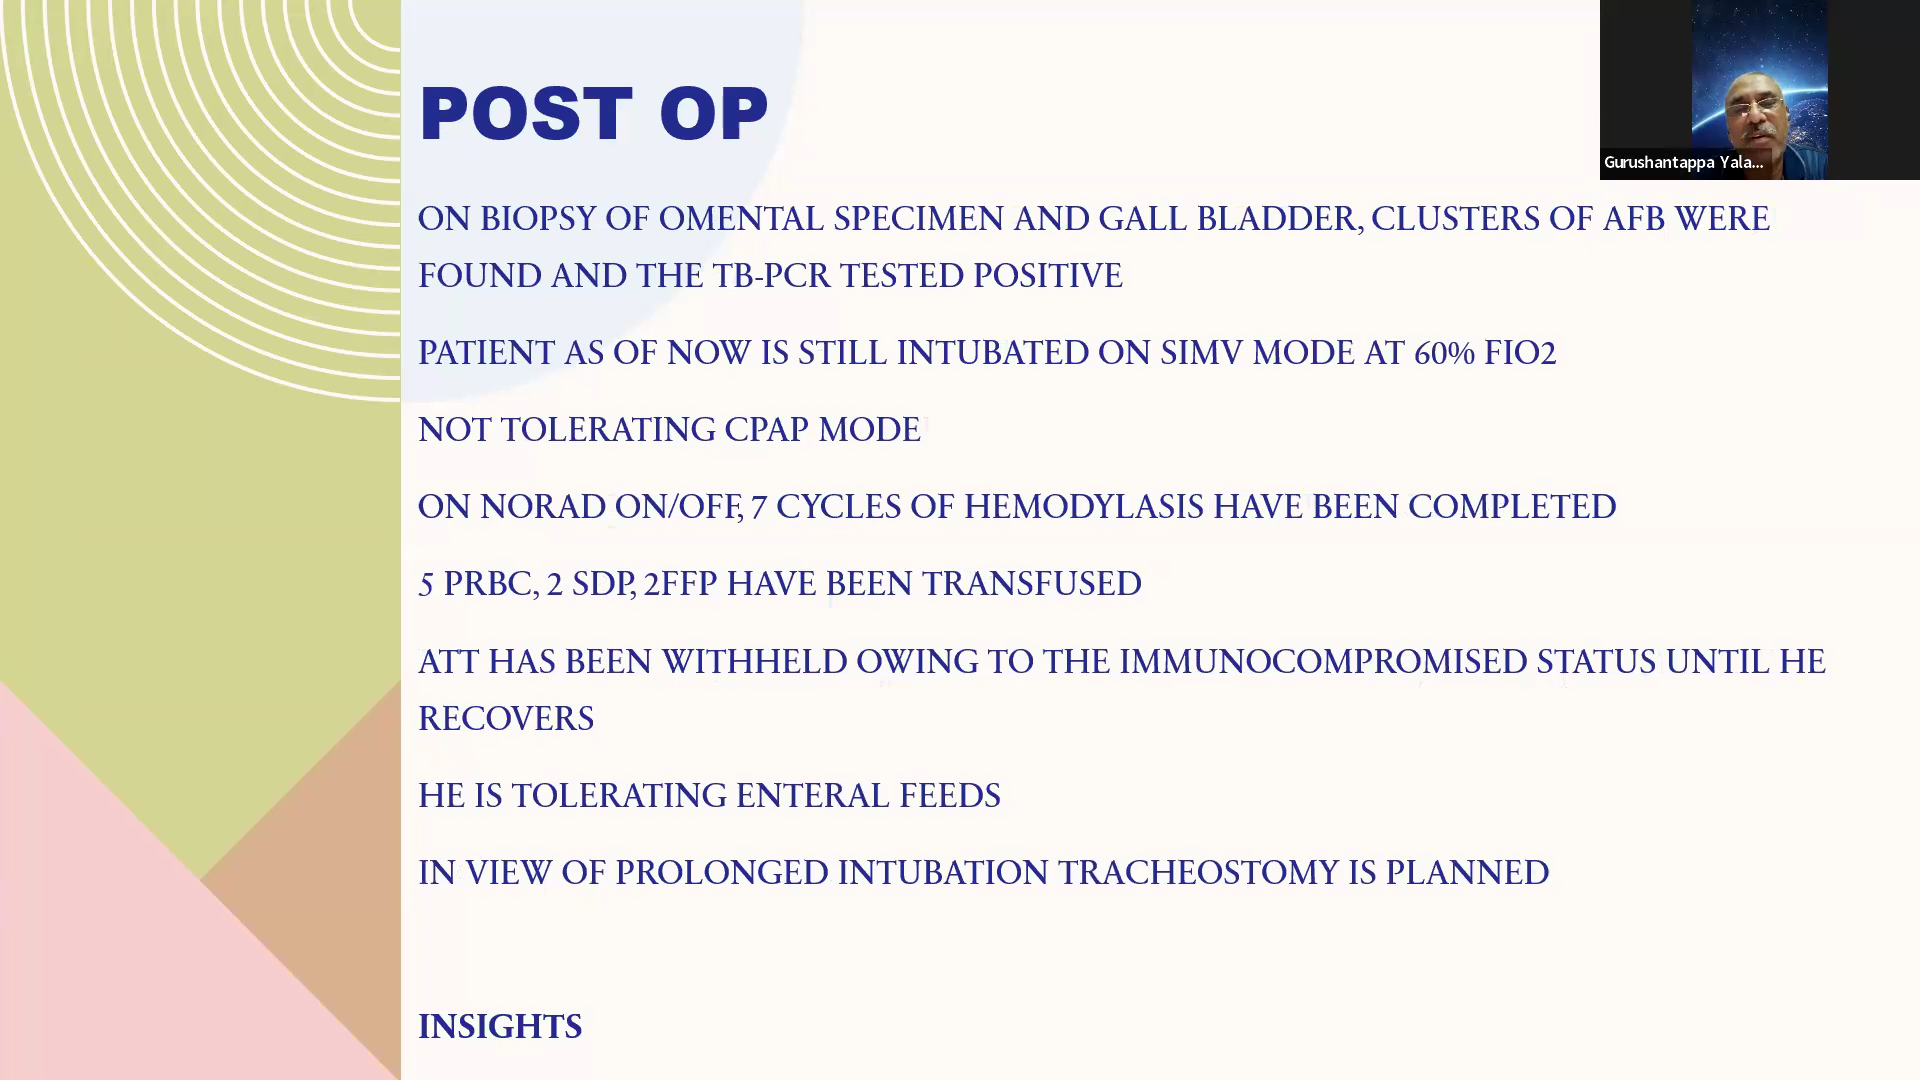 POST OP
Gurushantappa Yala...
ON BIOPSY OF OMENTAL SPECIMEN AND GALL BLADDER, CLUSTERS OF AFB WERE
FOUND AND THE TB-PCR TESTED POSITIVE
PATIENT AS OF NOW IS STILL INTUBATED ON SIMV MODE AT 60% FIO2
NOT TOLERATING CPAP MODE
ON NORAD ON/OFF, 7 CYCLES OF HEMODYLASIS HAVE BEEN COMPLETED
5 PRBC, 2 SDP, 2FFP HAVE BEEN TRANSFUSED
ATT HAS BEEN WITHHELD OWING TO THE IMMUNOCOMPROMISED STATUS UNTIL HE
RECOVERS
HE IS TOLERATING ENTERAL FEEDS
IN VIEW OF PROLONGED INTUBATION TRACHEOSTOMY IS PLANNED
INSIGHTS